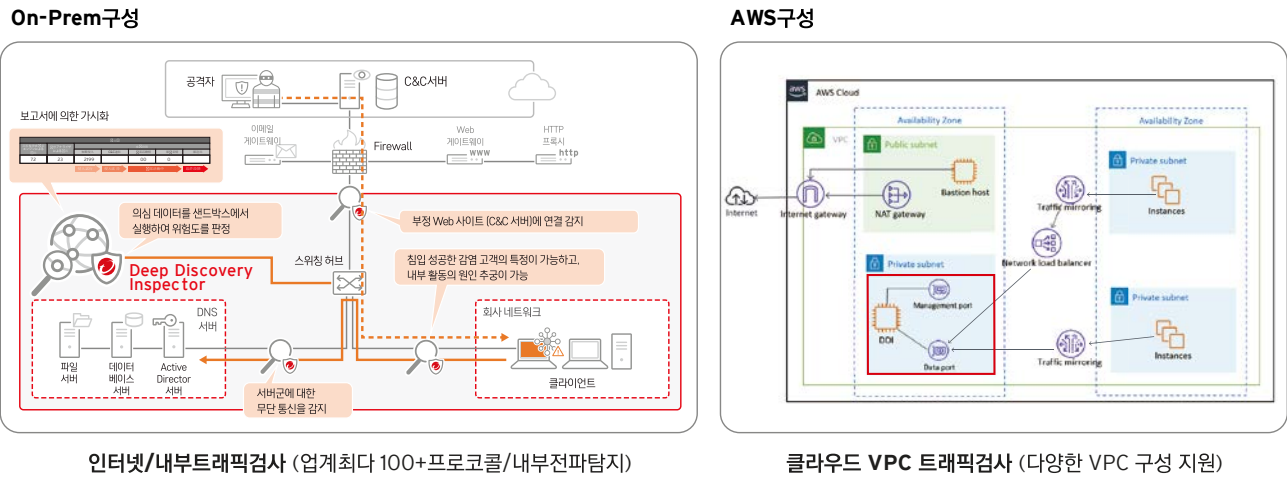 On-Prem구성
공격자
C&C서버
보고서에 의한 가시화
72
23
2199
00
0
이메일
게이트웨이
Firewall
Web
게이트웨이
www
HTTP
프록시
http
의심 데이터를 샌드박스에서
실행하여 위험도를 판정
부정 Web 사이트 (C&C 서버)에 연결 감지
스위칭 허브
침입 성공한 감염 고객의 특정이 가능하고,
내부 활동의 원인 추궁이 가능
Deep Discovery
Inspector
DNS
서버
파일
서버
데이터
베이스
서버
Active
Director
서버
회사 네트워크
클라이언트
서버군에 대한
무단 통신을 감지
인터넷/내부트래픽검사 (업계최다 100+프로코콜/내부전파탐지)
AWS구성
aws
AWS Cloud
Availability Zone
Availability Zone
VPC
Public subnet
Bastion host
NAT gateway
Internet
Internet gateway
Private subnet
Instances
Traffic mirroring
Network load balancer
Private subnet
Management port
DDI
Data port
Private subnet
Instances
Traffic mirroring
클라우드 VPC 트래픽검사 (다양한 VPC 구성 지원)